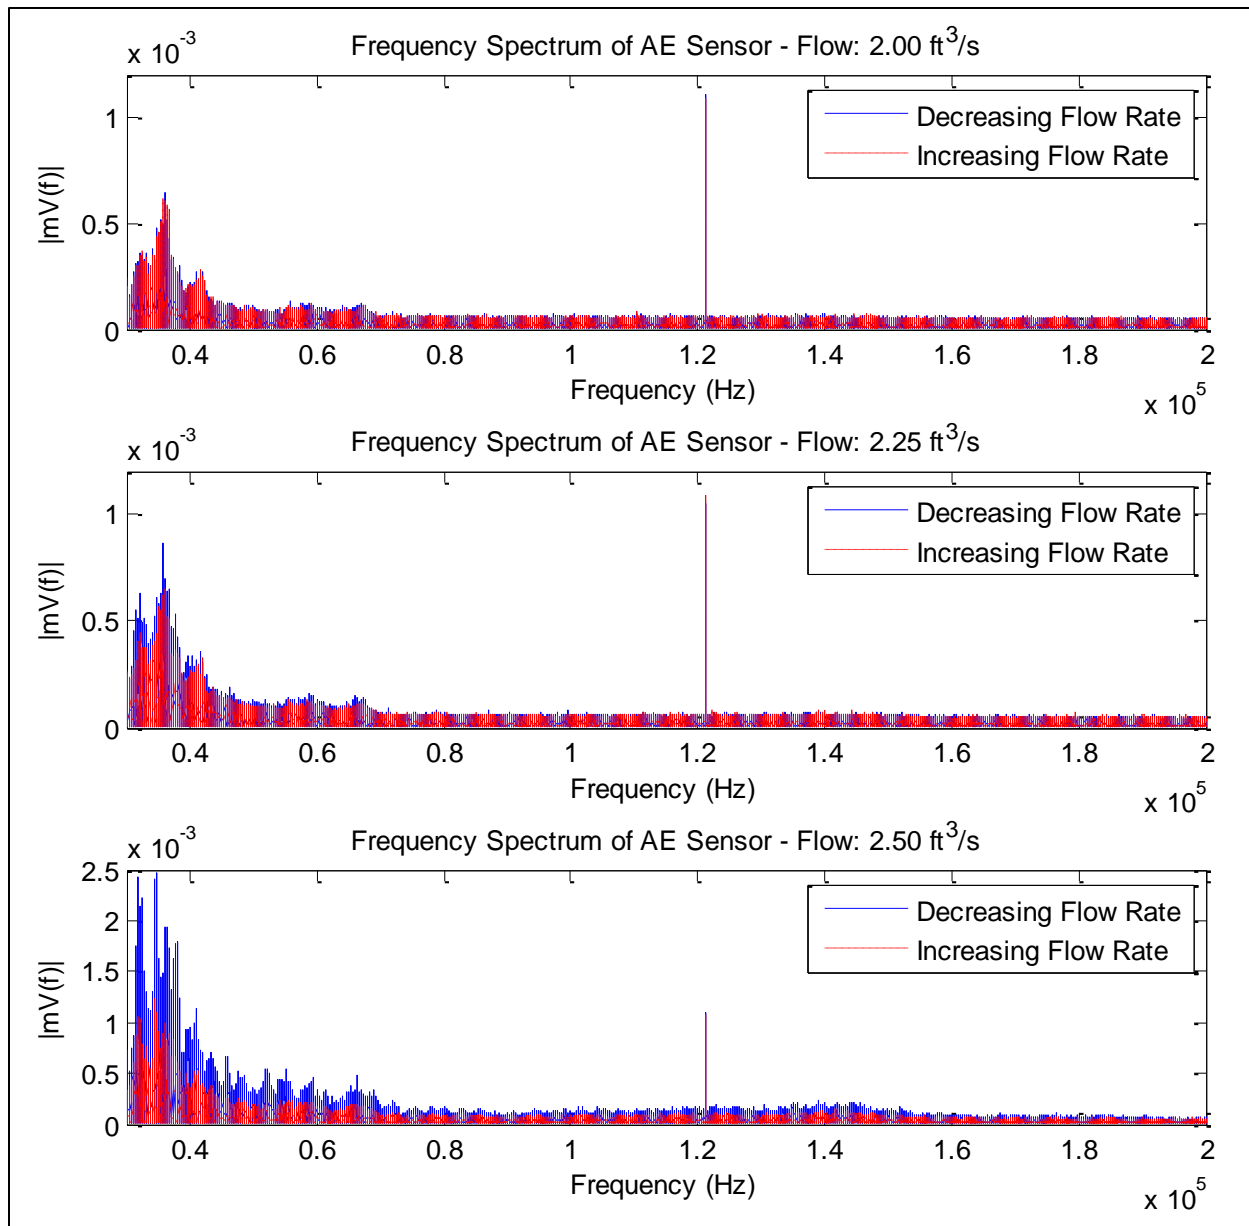 x 10^-3
Frequency Spectrum of AE Sensor - Flow: 2.00 ft^3/s
Decreasing Flow Rate
Increasing Flow Rate
1
0.5
0
|mV(f)|
0.4 0.6 0.8 1 1.2 1.4 1.6 1.8 2
Frequency (Hz)
x 10^5
x 10^-3
Frequency Spectrum of AE Sensor - Flow: 2.25 ft^3/s
Decreasing Flow Rate
Increasing Flow Rate
1
0.5
0
|mV(f)|
0.4 0.6 0.8 1 1.2 1.4 1.6 1.8 2
Frequency (Hz)
x 10^5
x 10^-3
Frequency Spectrum of AE Sensor - Flow: 2.50 ft^3/s
Decreasing Flow Rate
Increasing Flow Rate
2.5
2
1.5
1
0.5
0
|mV(f)|
0.4 0.6 0.8 1 1.2 1.4 1.6 1.8 2
Frequency (Hz)
x 10^5